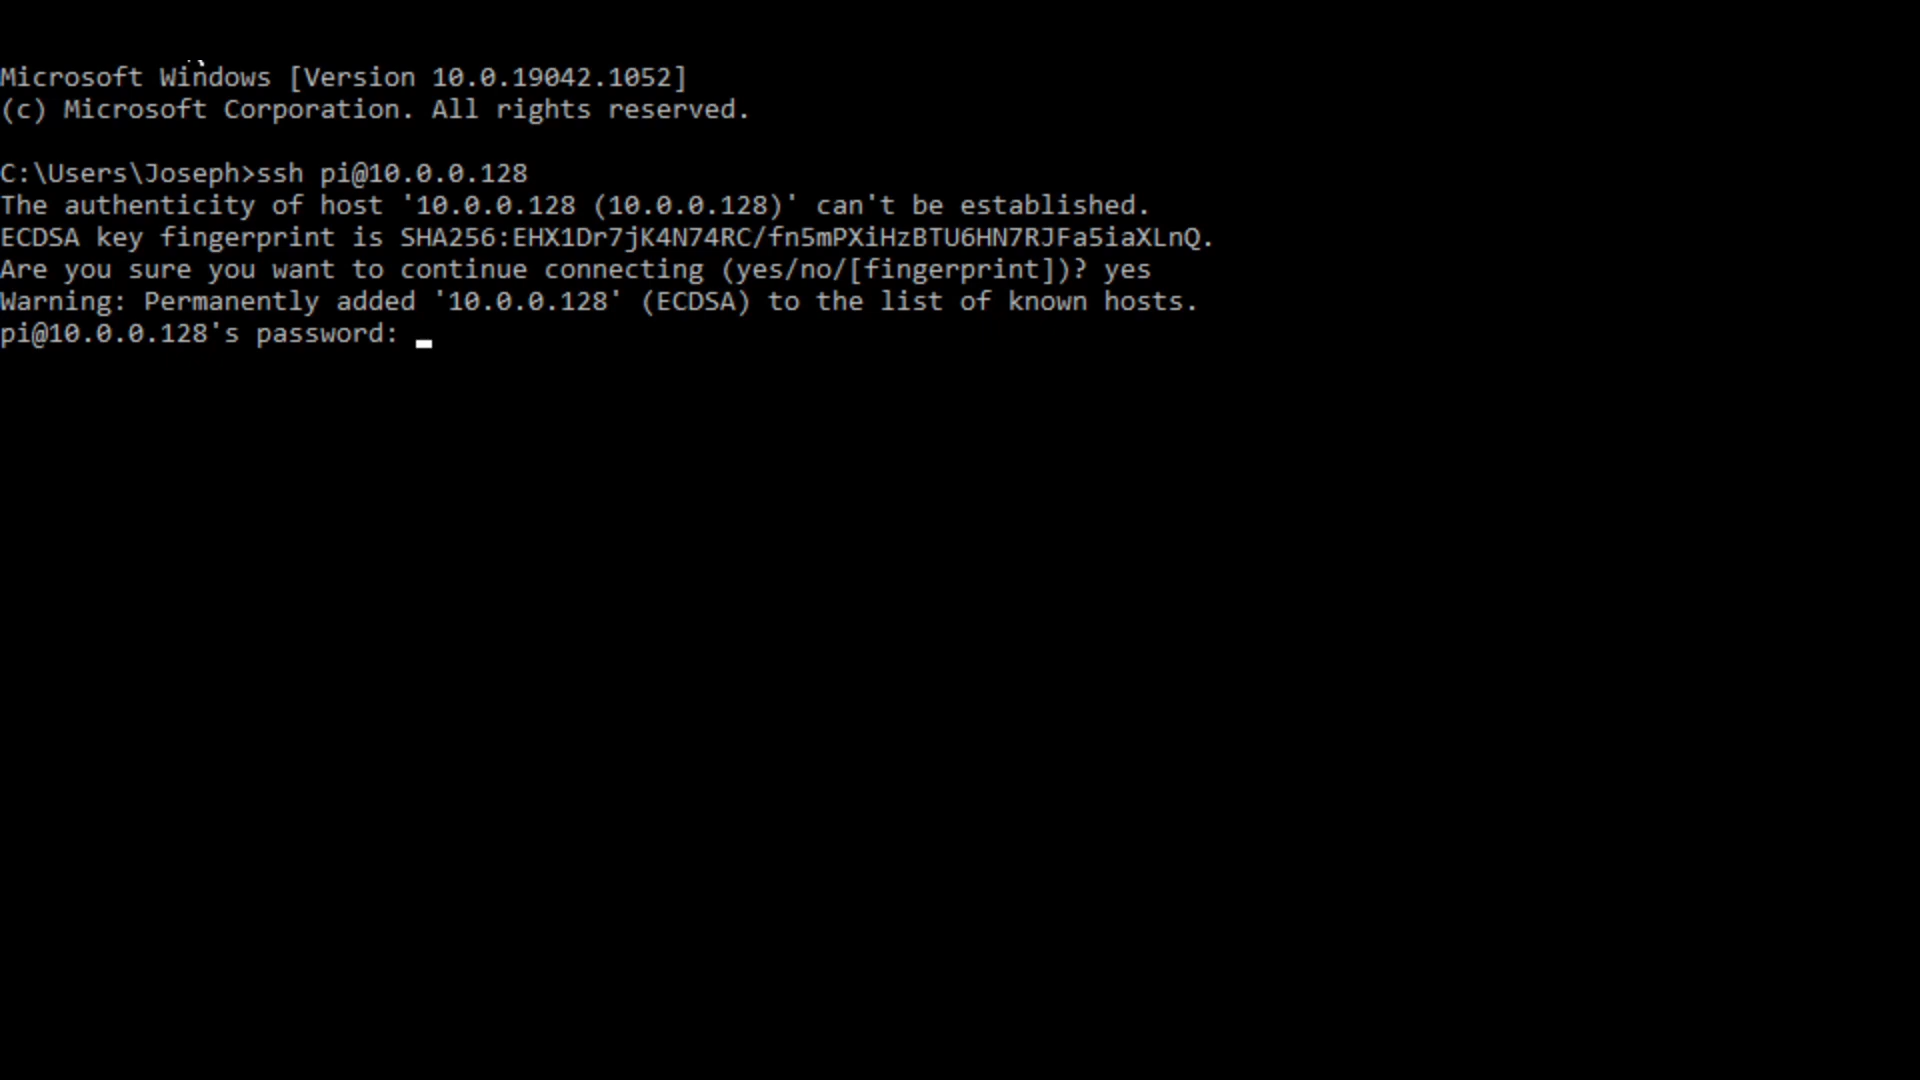 Microsoft Windows [Version 10.0.19042.1052]
(c) Microsoft Corporation. All rights reserved.
C:\Users\Joseph>ssh pi@10.0.0.128
The authenticity of host '10.0.0.128 (10.0.0.128)' can't be established.
ECDSA key fingerprint is SHA256:EHX1Dr7jK4N74RC/fn5mPXiHzBTU6HN7RJFa5iaXLnQ.
Are you sure you want to continue connecting (yes/no/[fingerprint])? yes
Warning: Permanently added '10.0.0.128' (ECDSA) to the list of known hosts.
pi@10.0.0.128's password: